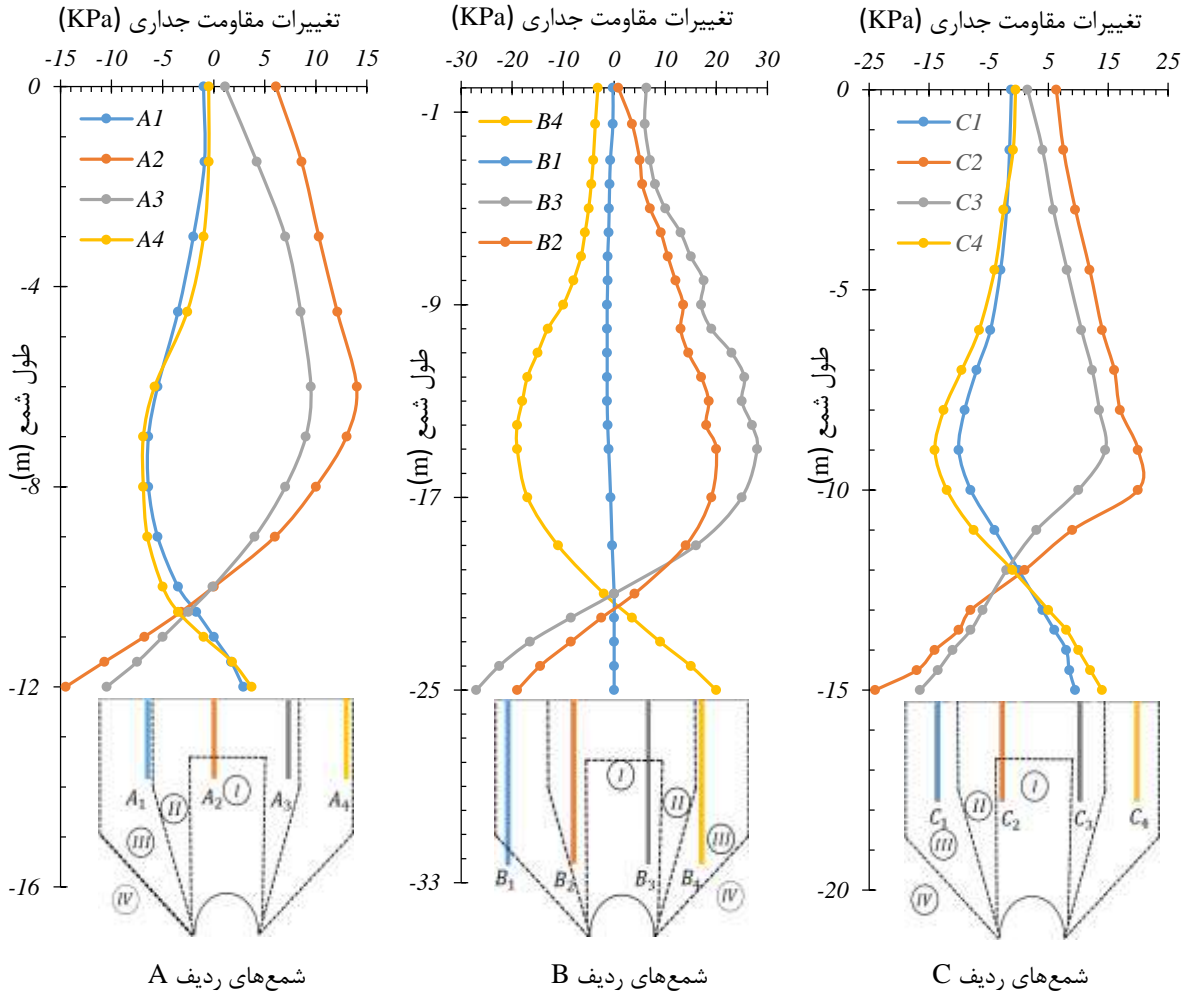 تغییرات مقاومت جداری (KPa)
-15 -10 -5 0 5 10 15
0
-4
-8
-12
-16
طول شمع (m)
A1
A2
A3
A4
A1 A2 A3 A4
I
II
III
IV
شمع‌های ردیف A
تغییرات مقاومت جداری (KPa)
-30 -20 -10 0 10 20 30
-1
-9
-17
-25
-33
طول شمع (m)
B4
B1
B3
B2
B1 B2 B3 B4
I
II
III
IV
شمع‌های ردیف B
تغییرات مقاومت جداری (KPa)
-25 -15 -5 5 15 25
0
-5
-10
-15
-20
طول شمع (m)
C1
C2
C3
C4
C1 C2 C3 C4
I
II
III
IV
شمع‌های ردیف C